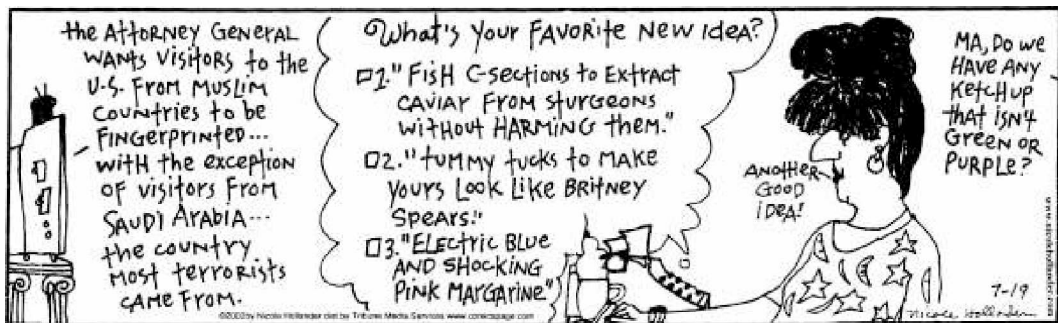 the Attorney General
wants visitors to the
U.S. from Muslim
countries to be
fingerprinted...
with the exception
of visitors from
Saudi Arabia...
the country
most terrorists
came from.
What's your favorite new idea?
1. "Fish C-sections to extract
caviar from sturgeons
without harming them."
2. "tummy tucks to make
yours look like Britney
Spears."
3. "Electric blue
and shocking
pink margarine."
Another
good
idea!
Ma, do we
have any
ketchup
that isn't
green or
purple?
7-19
Nicole Hollander
©2002 by Nicole Hollander dist by Tribune Media Services www.comicspage.com